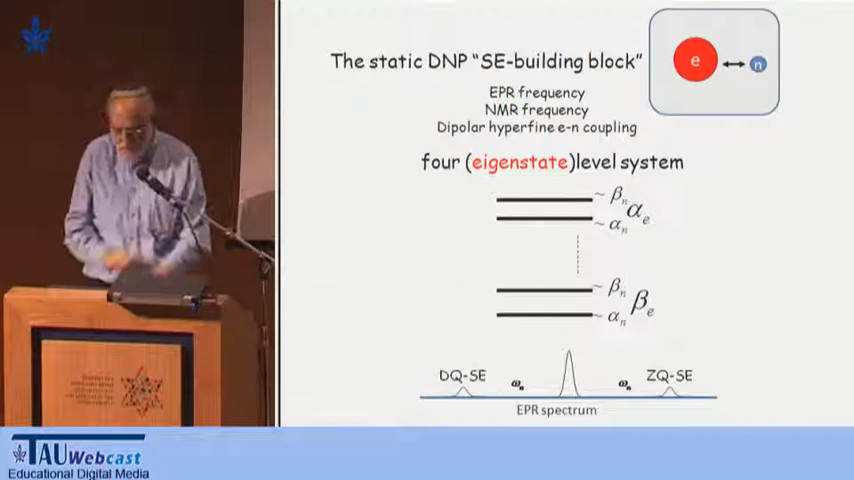 The static DNP "SE-building block"
e
n
EPR frequency
NMR frequency
Dipolar hyperfine e-n coupling
four (eigenstate)level system
~ βₙ
αₑ
~ αₙ
~ βₙ
βₑ
~ αₙ
DQ-SE
ωₙ
ωₙ
ZQ-SE
EPR spectrum
TAUWebcast
Educational Digital Media